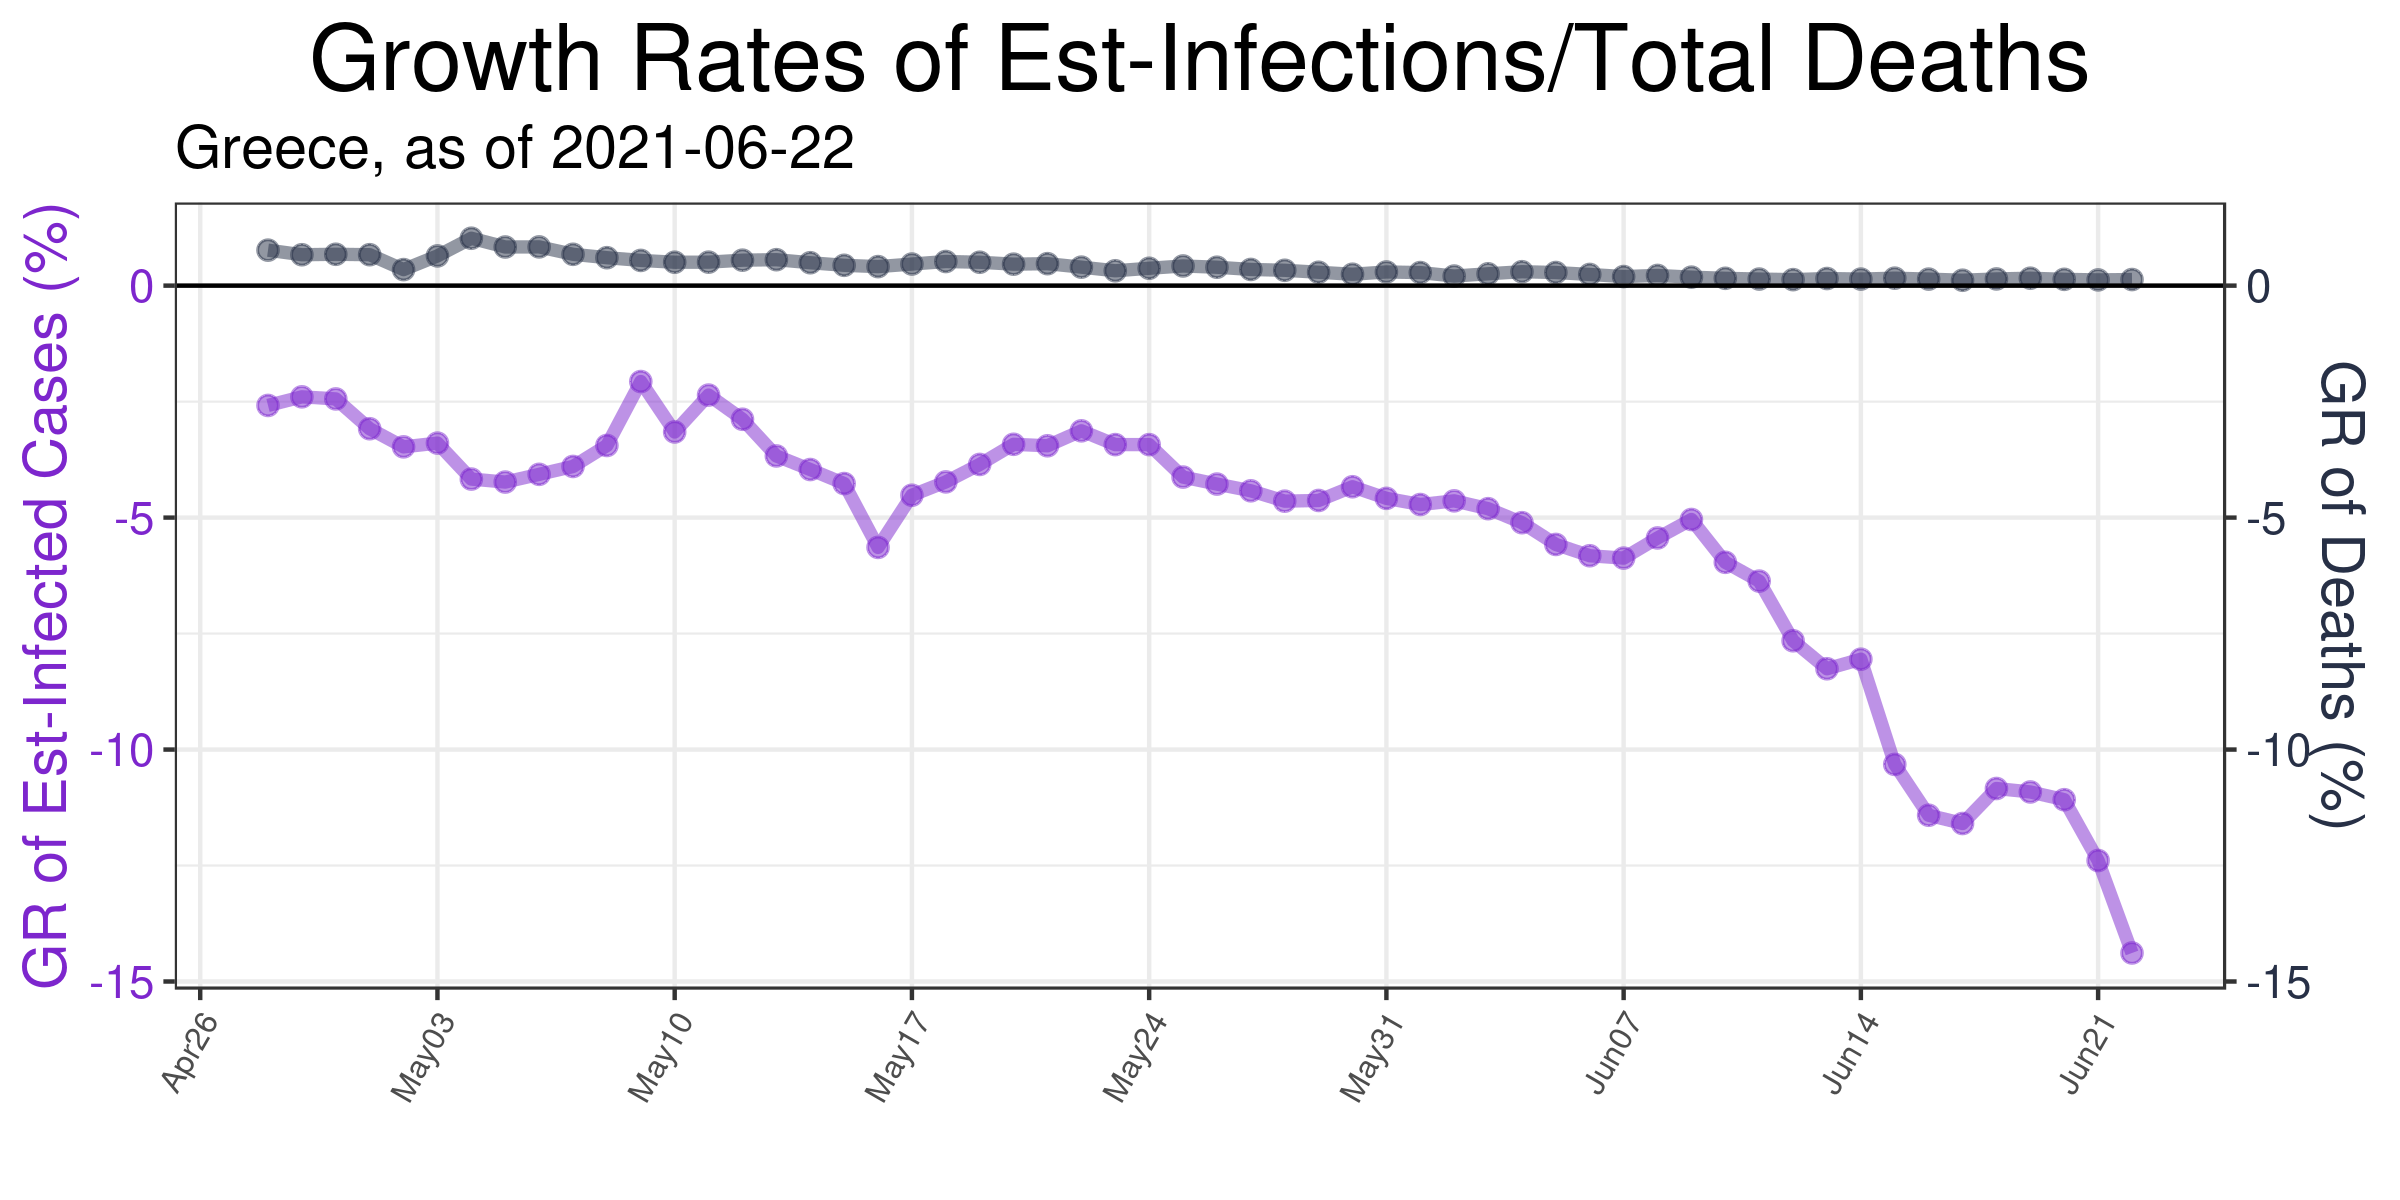 Growth Rates of Est-Infections/Total Deaths
Greece, as of 2021-06-22
GR of Est-Infected Cases (%)
0
-5
-10
-15
0
-5
-10
-15
GR of Deaths (%)
Apr26
May03
May10
May17
May24
May31
Jun07
Jun14
Jun21